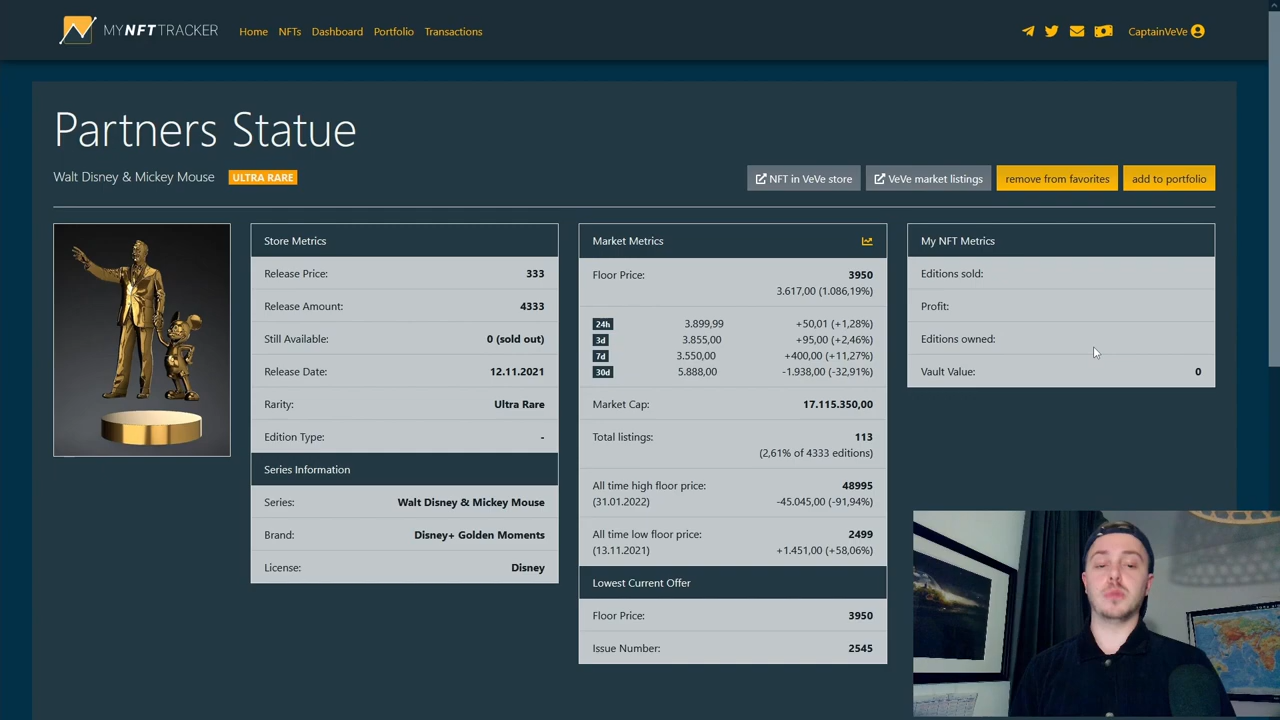 MYNFTTRACKER
Home NFTs Dashboard Portfolio Transactions
CaptainVeVe
Partners Statue
Walt Disney & Mickey Mouse ULTRA RARE
NFT in VeVe store VeVe market listings remove from favorites add to portfolio
Store Metrics
Release Price: 333
Release Amount: 4333
Still Available: 0 (sold out)
Release Date: 12.11.2021
Rarity: Ultra Rare
Edition Type: -
Series Information
Series: Walt Disney & Mickey Mouse
Brand: Disney+ Golden Moments
License: Disney
Market Metrics
Floor Price: 3950
3.617,00 (1.086,19%)
24h 3.899,99 +50,01 (+1,28%)
3d 3.855,00 +95,00 (+2,46%)
7d 3.550,00 +400,00 (+11,27%)
30d 5.888,00 -1.938,00 (-32,91%)
Market Cap: 17.115.350,00
Total listings: 113
(2,61% of 4333 editions)
All time high floor price: 48995
(31.01.2022) -45.045,00 (-91,94%)
All time low floor price: 2499
(13.11.2021) +1.451,00 (+58,06%)
Lowest Current Offer
Floor Price: 3950
Issue Number: 2545
My NFT Metrics
Editions sold:
Profit:
Editions owned:
Vault Value: 0